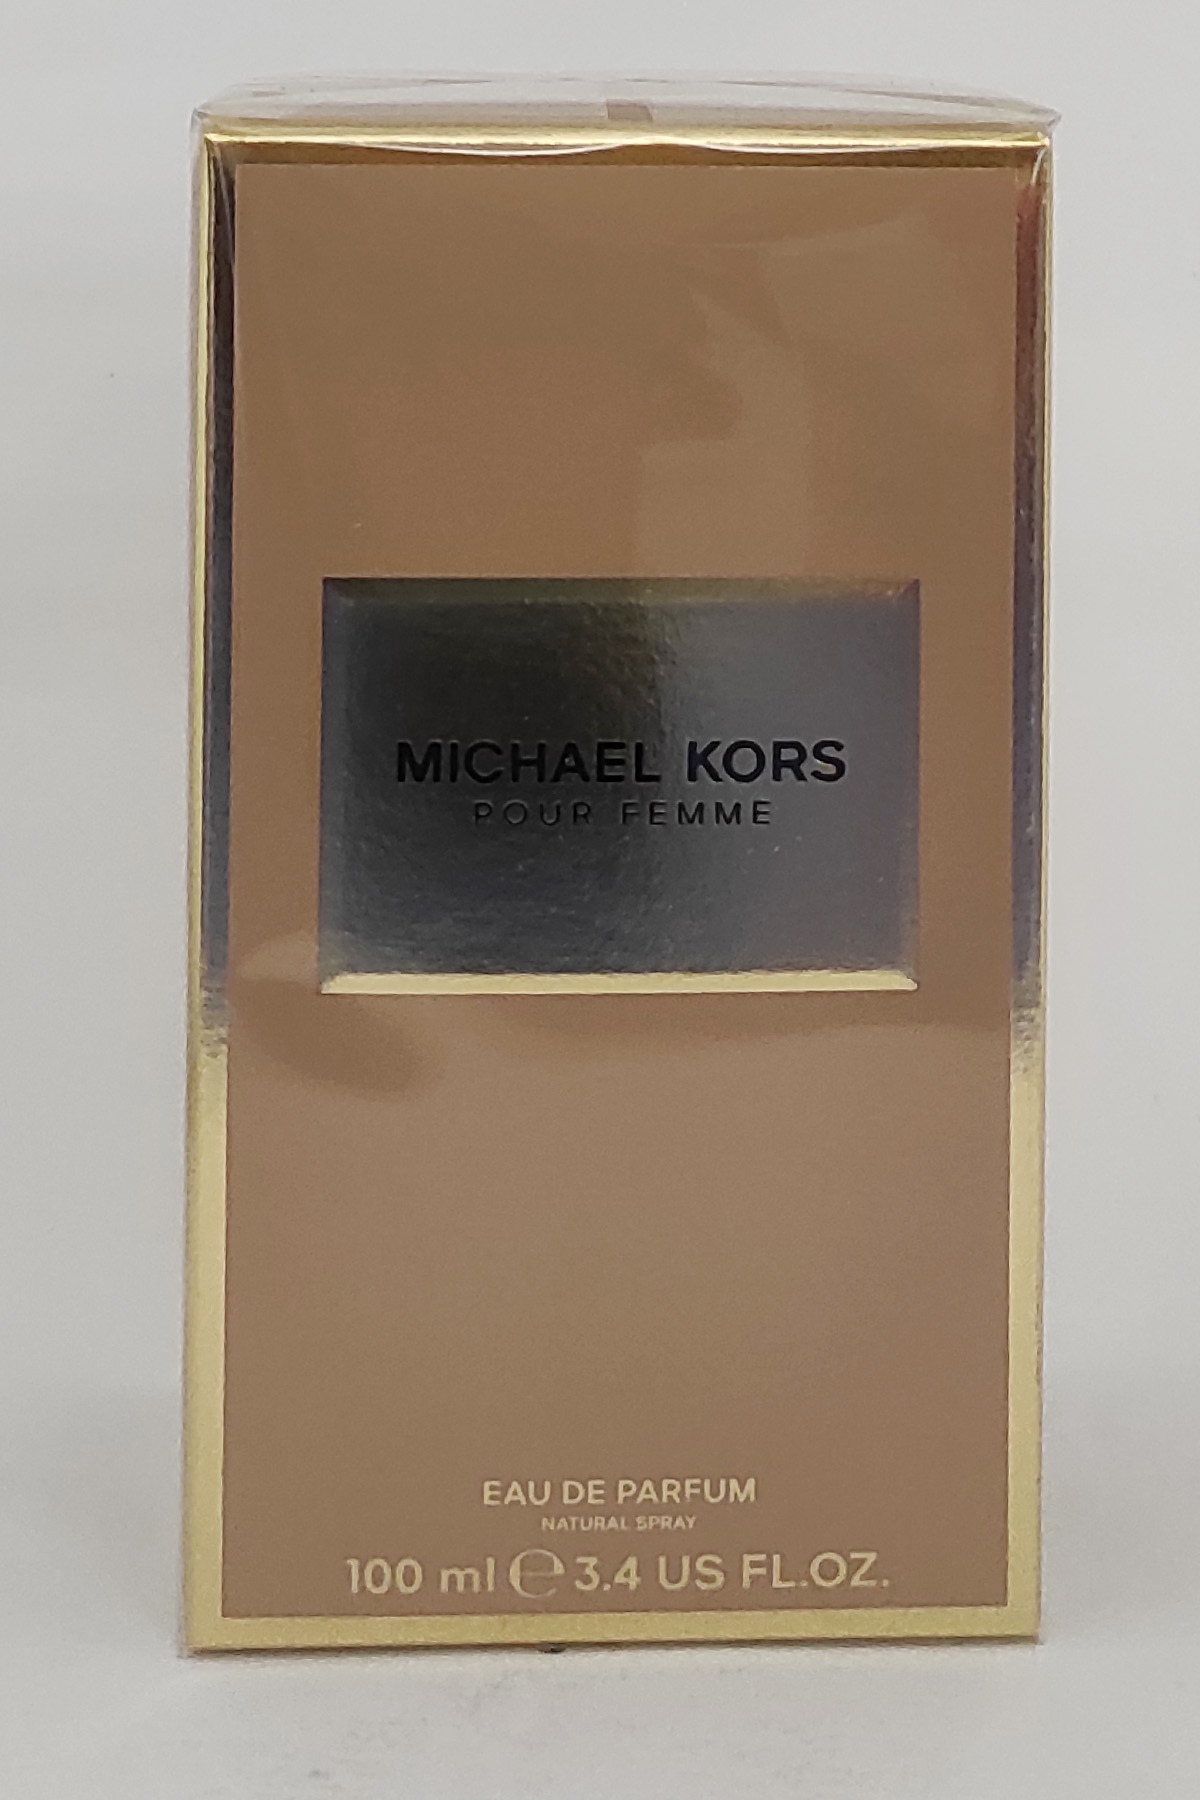 MICHAEL KORS
POUR FEMME
EAU DE PARFUM
NATURAL SPRAY
100 ml ℮ 3.4 US FL.OZ.